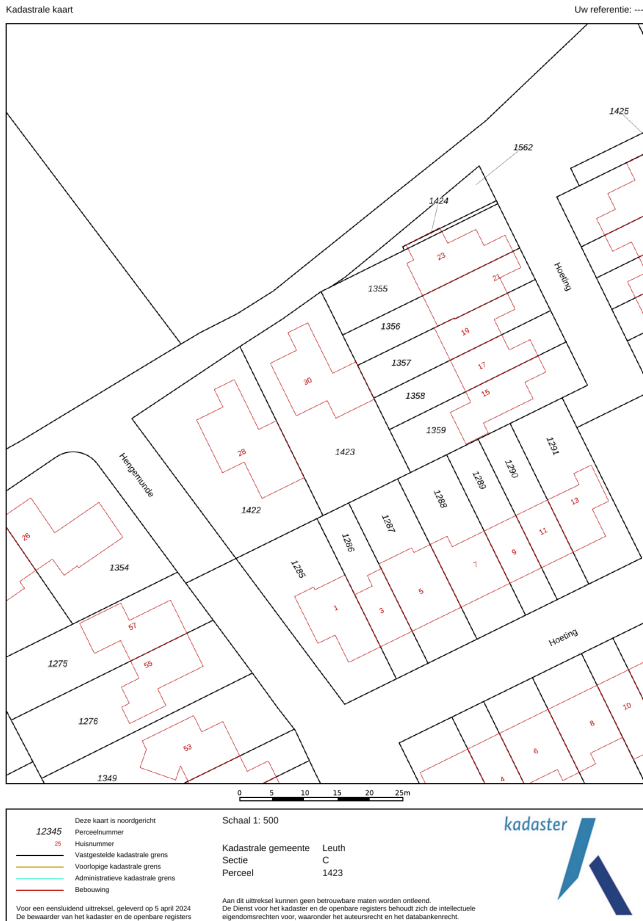 Kadastrale kaart
Uw referentie: ---
1425
1562
1424
23
Hoeting
21
1355
1356
19
1357
17
30
1358
15
1359
1423
28
Hengemunde
1422
1291
1290
1289
1288
1287
1286
1285
13
11
9
7
5
3
1
26
1354
57
55
Hoeting
1275
1276
53
1349
10
8
6
4
0 5 10 15 20 25m
Deze kaart is noordgericht
12345 Perceelnummer
25 Huisnummer
Vastgestelde kadastrale grens
Voorlopige kadastrale grens
Administratieve kadastrale grens
Bebouwing
Voor een eensluidend uittreksel, geleverd op 5 april 2024
De bewaarder van het kadaster en de openbare registers
Schaal 1: 500
Kadastrale gemeente Leuth
Sectie C
Perceel 1423
Aan dit uittreksel kunnen geen betrouwbare maten worden ontleend.
De Dienst voor het kadaster en de openbare registers behoudt zich de intellectuele
eigendomsrechten voor, waaronder het auteursrecht en het databankenrecht.
kadaster